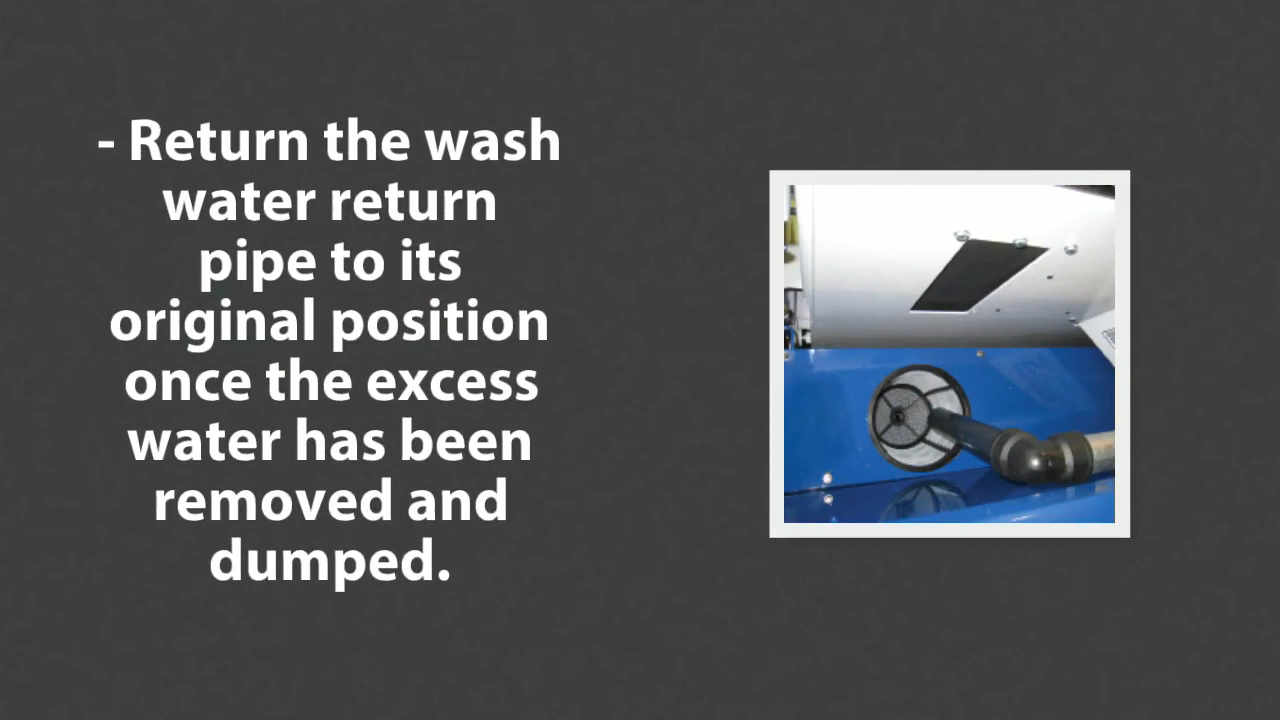 - Return the wash
water return
pipe to its
original position
once the excess
water has been
removed and
dumped.